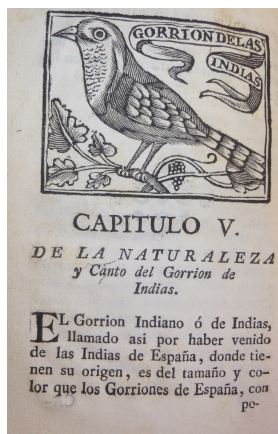 GORRION DE LAS
INDIAS
CAPITULO V.
DE LA NATURALEZA
y Canto del Gorrion de
Indias.
EL Gorrion Indiano ó de Indias,
llamado asi por haber venido
de las Indias de España, donde tie-
nen su origen, es del tamaño y co-
lor que los Gorriones de España, con
pe-